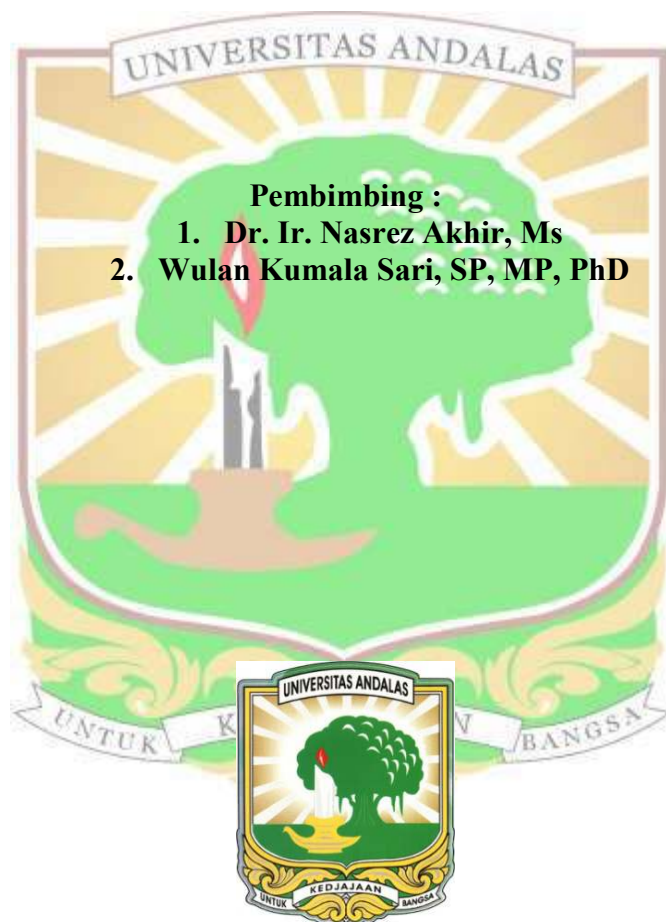 UNIVERSITAS ANDALAS
Pembimbing :
1. Dr. Ir. Nasrez Akhir, Ms
2. Wulan Kumala Sari, SP, MP, PhD
UNTUK K N BANGSA
UNIVERSITAS ANDALAS
UNTUK KEDJAJAAN BANGSA